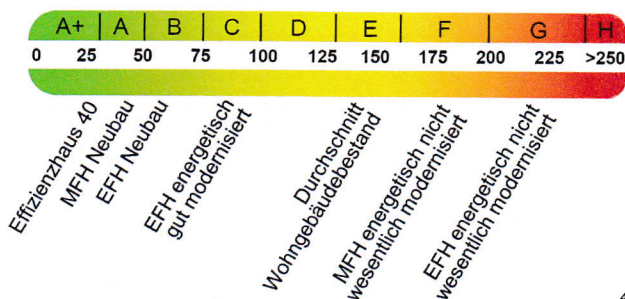 A+ A B C D E F G H
0 25 50 75 100 125 150 175 200 225 >250
Effizienzhaus 40
MFH Neubau
EFH Neubau
EFH energetisch
gut modernisiert
Durchschnitt
Wohngebäudebestand
MFH energetisch nicht
wesentlich modernisiert
EFH energetisch nicht
wesentlich modernisiert